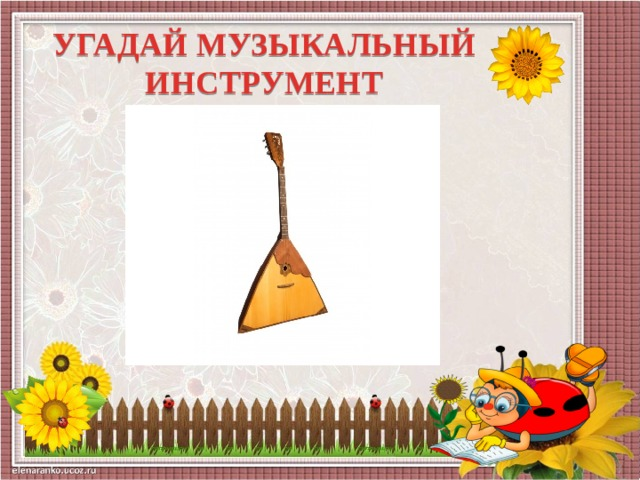 УГАДАЙ МУЗЫКАЛЬНЫЙ
ИНСТРУМЕНТ
elenaranko.ucoz.ru